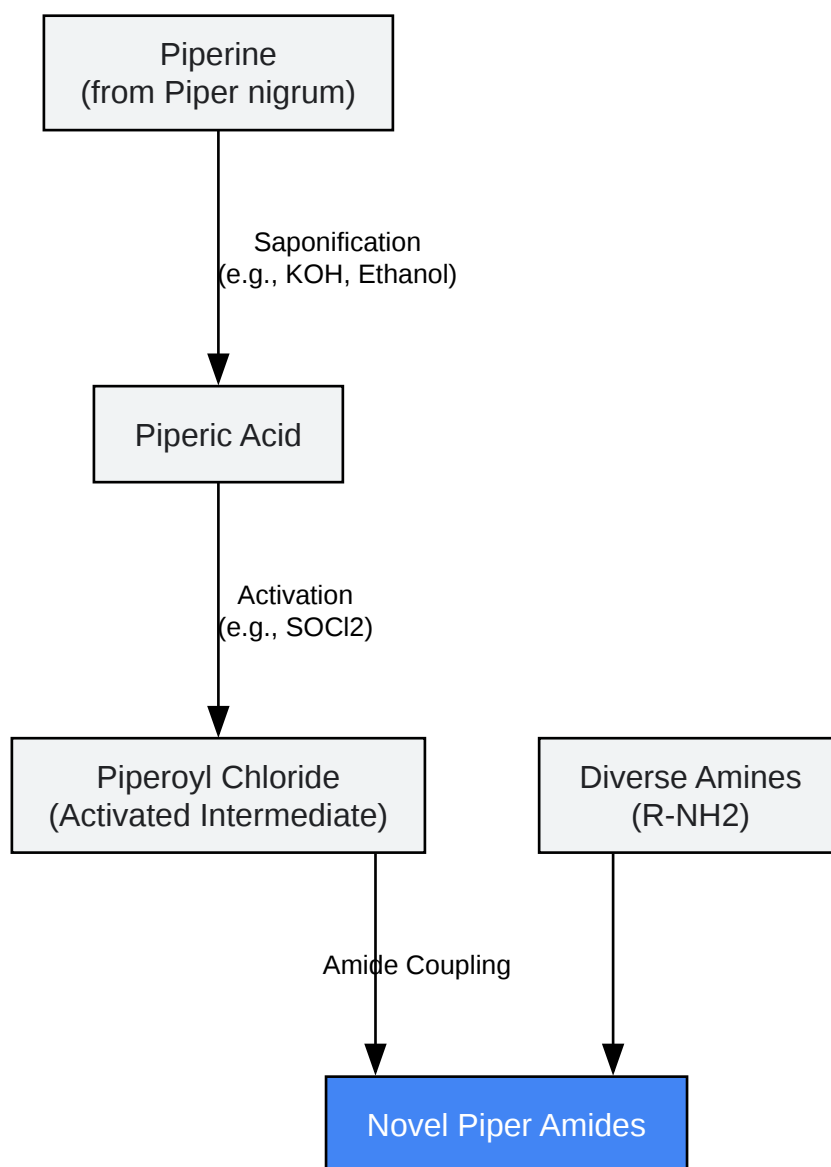 Piperine
(from Piper nigrum)
Saponification
(e.g., KOH, Ethanol)
Piperic Acid
Activation
(e.g., SOCl2)
Piperoyl Chloride
(Activated Intermediate)
Diverse Amines
(R-NH2)
Amide Coupling
Novel Piper Amides